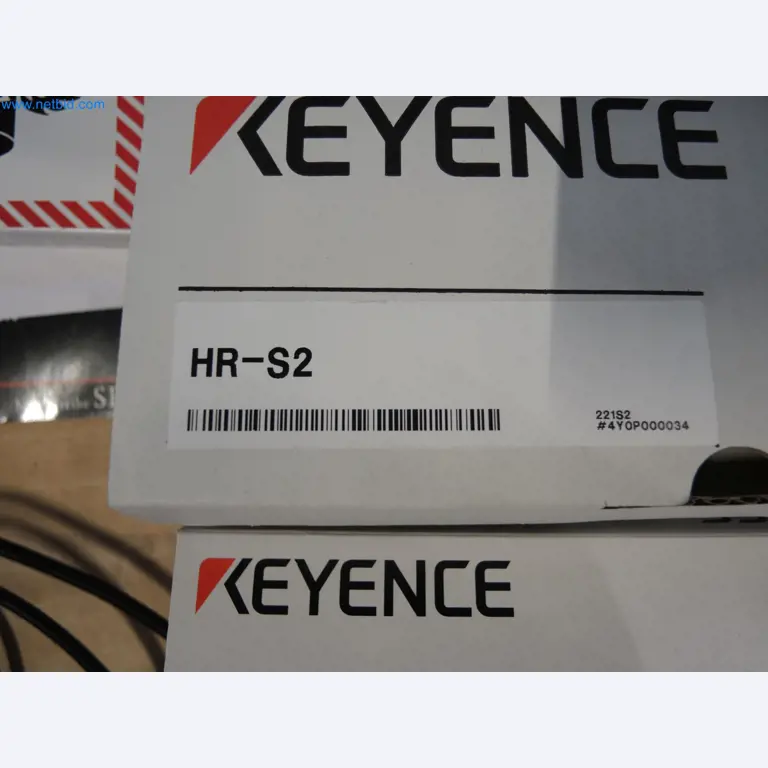 www.netbid.com
KEYENCE
HR-S2
221S2
#4Y0P000034
KEYENCE